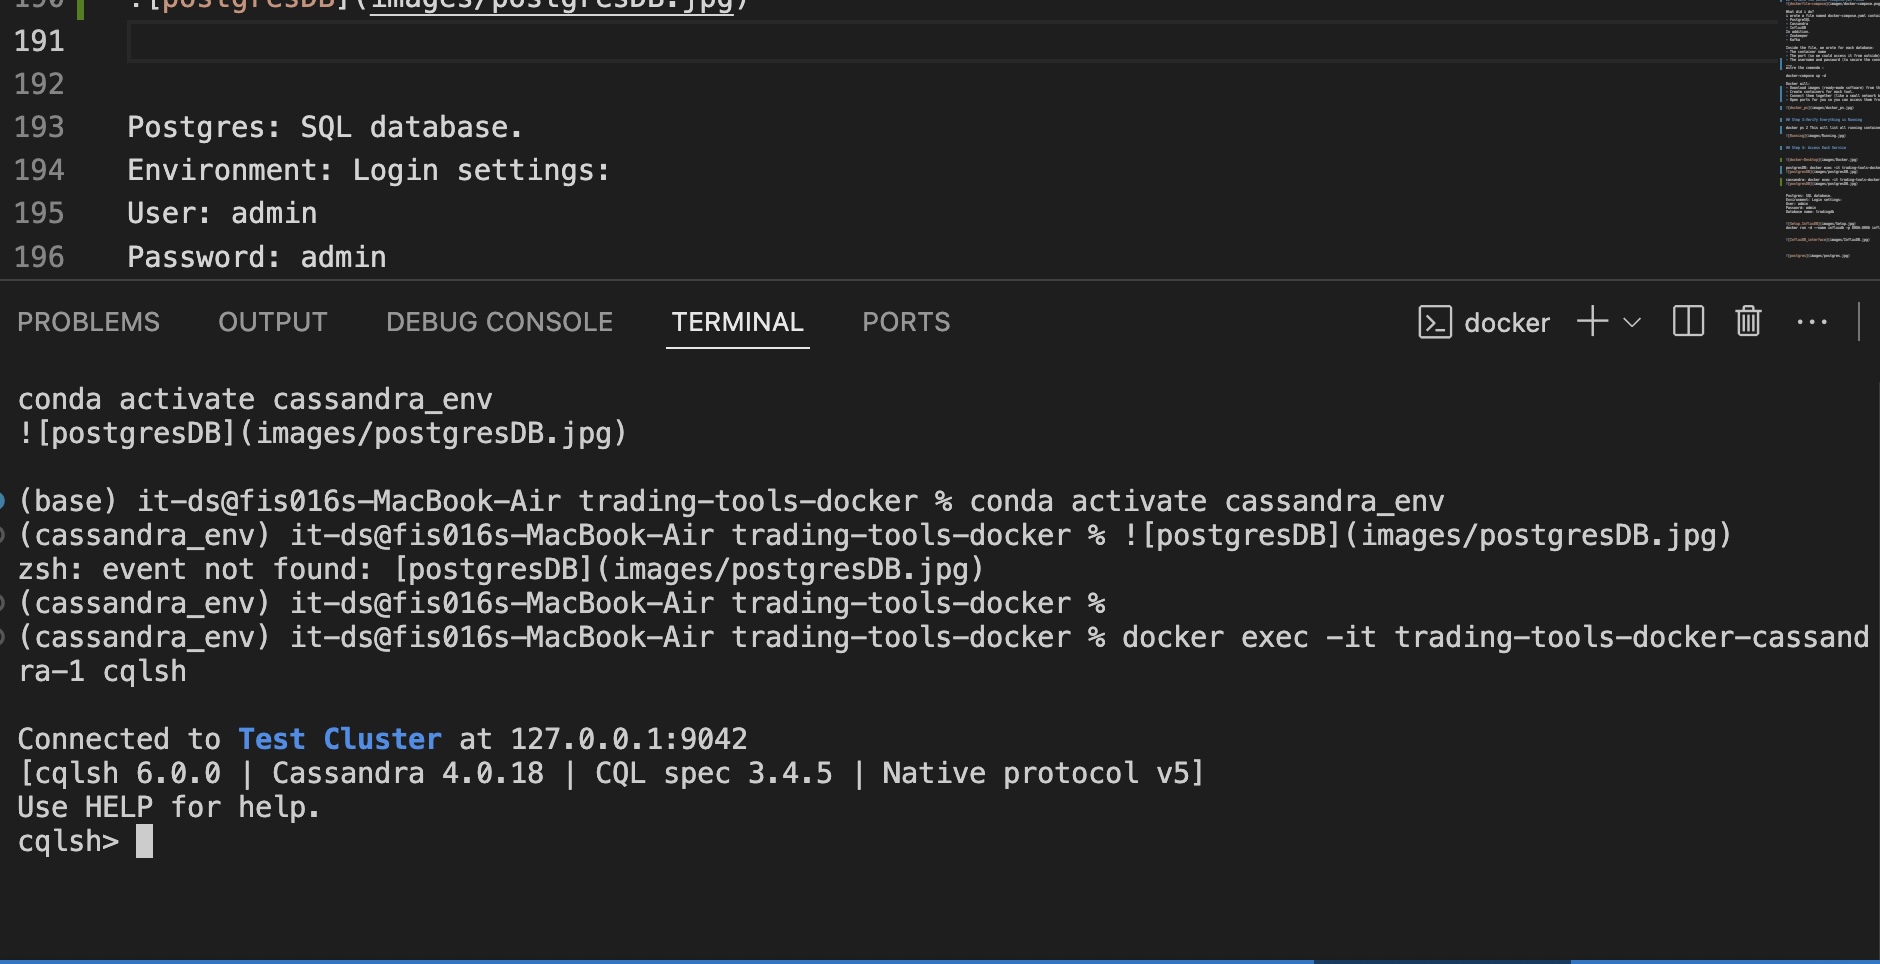 190 ![postgresDB](images/postgresDB.jpg)
191
192
193 Postgres: SQL database.
194 Environment: Login settings:
195 User: admin
196 Password: admin
PROBLEMS OUTPUT DEBUG CONSOLE TERMINAL PORTS docker
conda activate cassandra_env
![postgresDB](images/postgresDB.jpg)
(base) it-ds@fis016s-MacBook-Air trading-tools-docker % conda activate cassandra_env
(cassandra_env) it-ds@fis016s-MacBook-Air trading-tools-docker % ![postgresDB](images/postgresDB.jpg)
zsh: event not found: [postgresDB](images/postgresDB.jpg)
(cassandra_env) it-ds@fis016s-MacBook-Air trading-tools-docker %
(cassandra_env) it-ds@fis016s-MacBook-Air trading-tools-docker % docker exec -it trading-tools-docker-cassand
ra-1 cqlsh
Connected to Test Cluster at 127.0.0.1:9042
[cqlsh 6.0.0 | Cassandra 4.0.18 | CQL spec 3.4.5 | Native protocol v5]
Use HELP for help.
cqlsh>